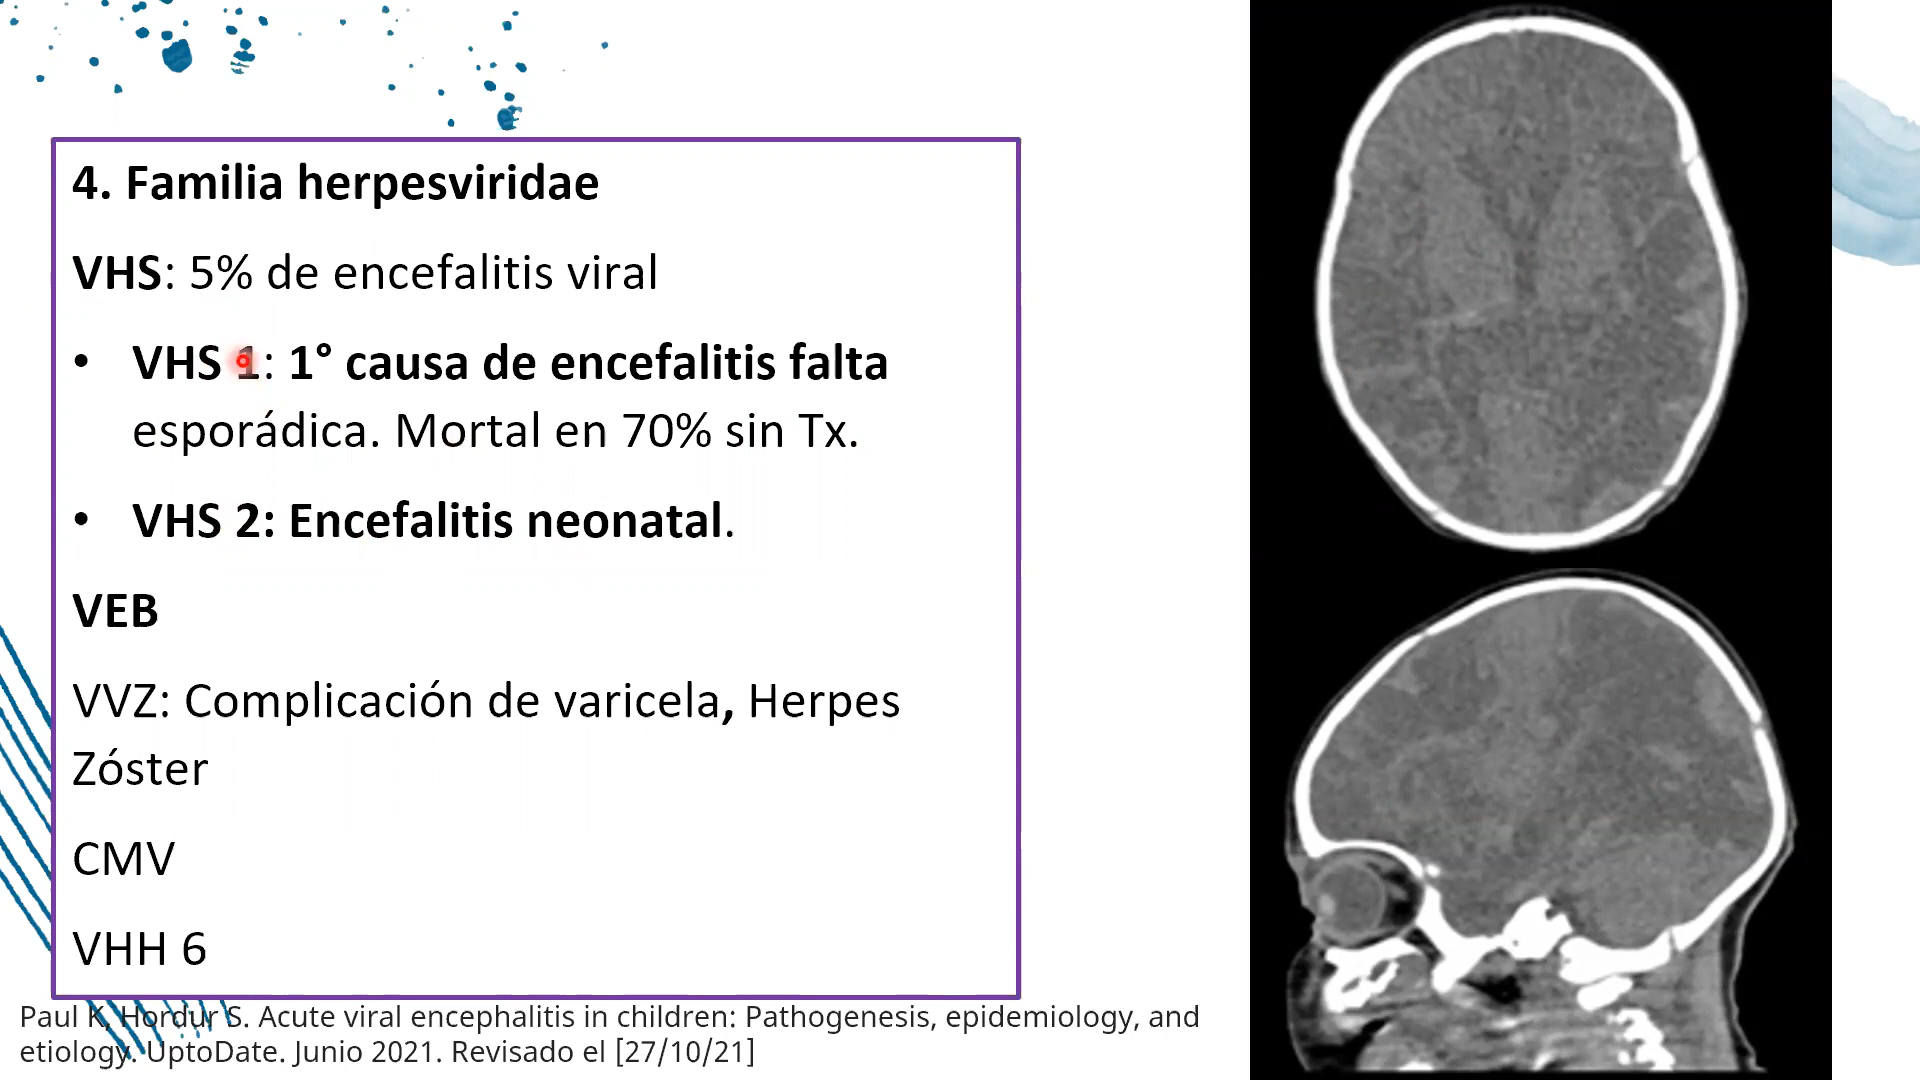 4. Familia herpesviridae
VHS: 5% de encefalitis viral
• VHS 1: 1° causa de encefalitis falta
esporádica. Mortal en 70% sin Tx.
• VHS 2: Encefalitis neonatal.
VEB
VVZ: Complicación de varicela, Herpes
Zóster
CMV
VHH 6
Paul K, Hordur S. Acute viral encephalitis in children: Pathogenesis, epidemiology, and
etiology. UptoDate. Junio 2021. Revisado el [27/10/21]